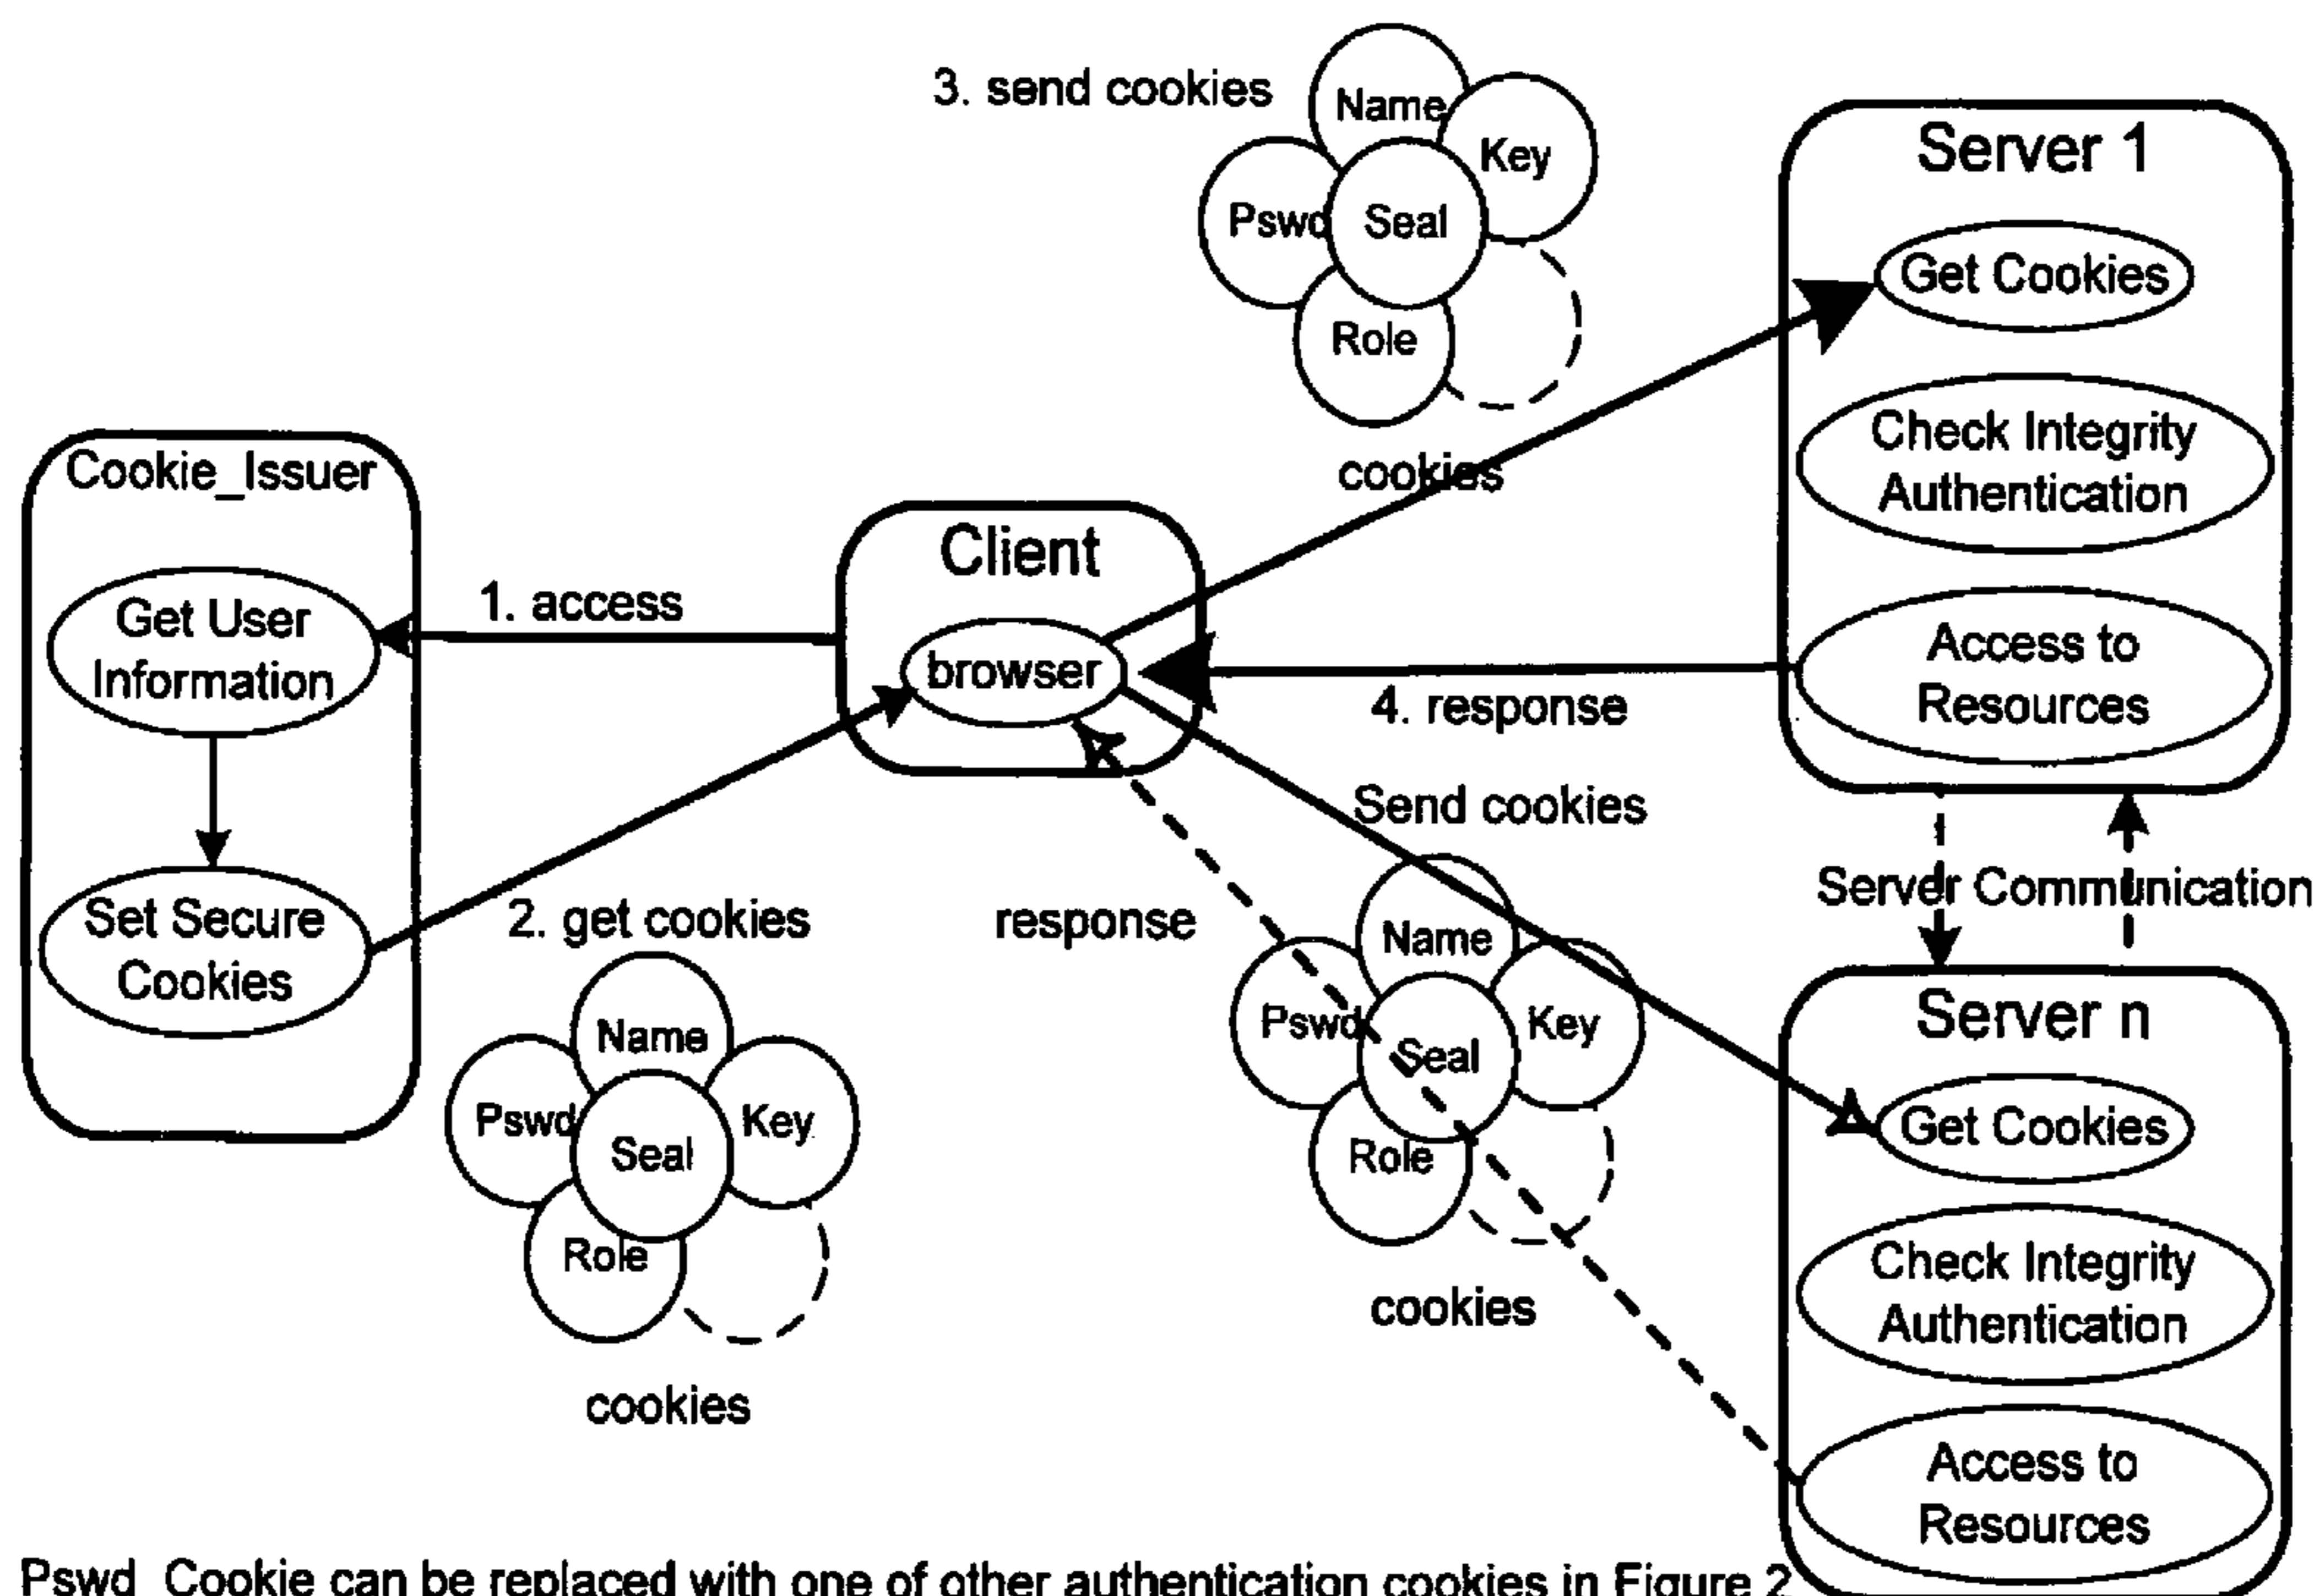 3. send cookies
Name
Key
Pswd
Seal
Role
cookies
Server 1
Get Cookies
Check Integrity
Authentication
Access to
Resources
Cookie_Issuer
Get User
Information
Set Secure
Cookies
1. access
Client
browser
2. get cookies
Name
Pswd
Key
Seal
Role
cookies
4. response
Send cookies
response
Name
Pswd
Key
Seal
Role
cookies
Server Communication
Server n
Get Cookies
Check Integrity
Authentication
Access to
Resources
Pswd_Cookie can be replaced with one of other authentication cookies in Figure 2